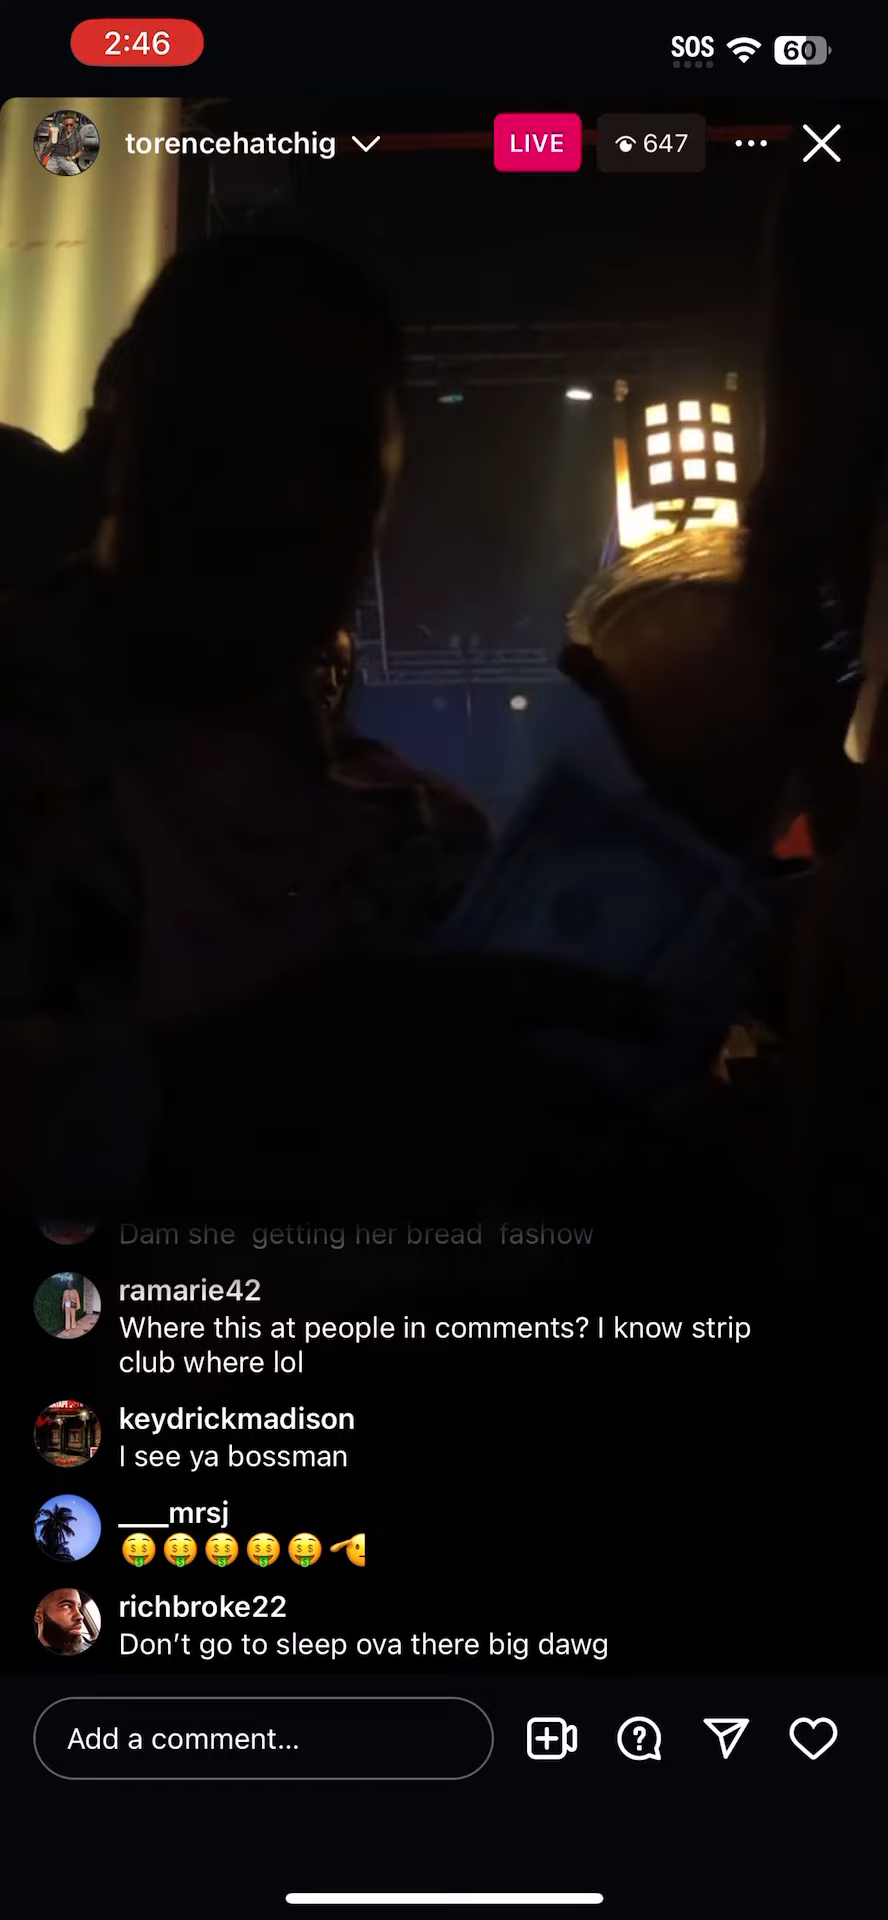 2:46
SOS
60
torencehatchig
LIVE
647
Dam she getting her bread fashow
ramarie42
Where this at people in comments? I know strip
club where lol
keydrickmadison
I see ya bossman
___mrsj
🤑🤑🤑🤑🤑🫡
richbroke22
Don’t go to sleep ova there big dawg
Add a comment...